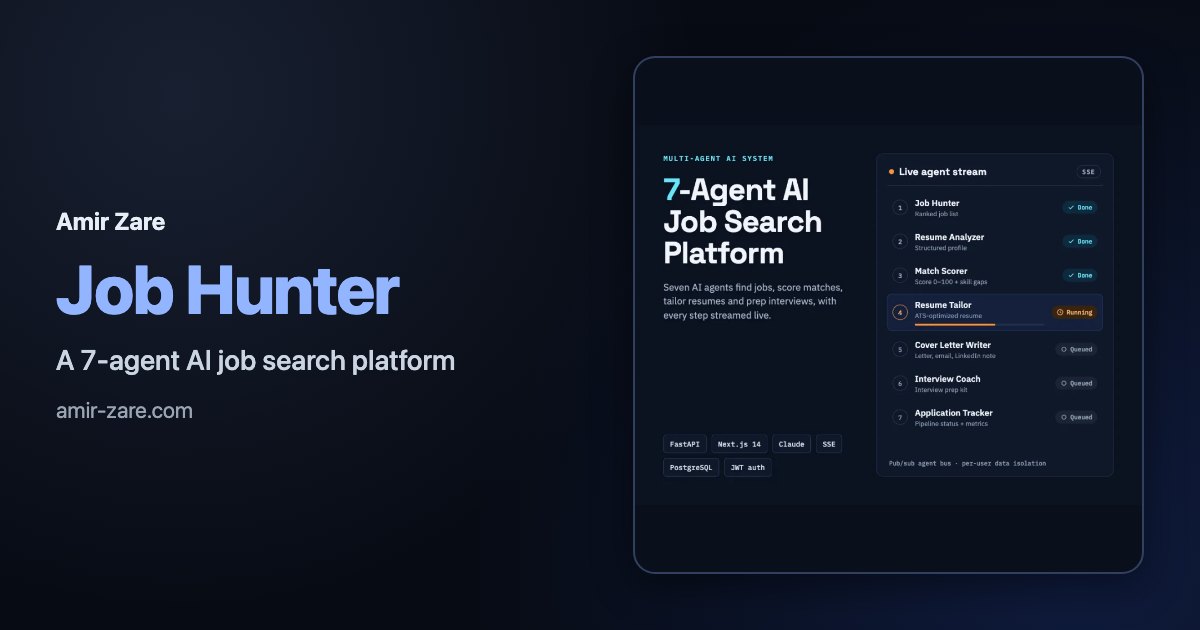 Amir Zare
Job Hunter
A 7-agent AI job search platform
amir-zare.com
MULTI-AGENT AI SYSTEM
7-Agent AI
Job Search
Platform
Seven AI agents find jobs, score matches,
tailor resumes and prep interviews, with
every step streamed live.
FastAPI
Next.js 14
Claude
SSE
PostgreSQL
JWT auth
Live agent stream
SSE
1
Job Hunter
Ranked job list
✓ Done
2
Resume Analyzer
Structured profile
✓ Done
3
Match Scorer
Score 0–100 + skill gaps
✓ Done
4
Resume Tailor
ATS-optimized resume
Running
5
Cover Letter Writer
Letter, email, LinkedIn note
Queued
6
Interview Coach
Interview prep kit
Queued
7
Application Tracker
Pipeline status + metrics
Queued
Pub/sub agent bus · per-user data isolation